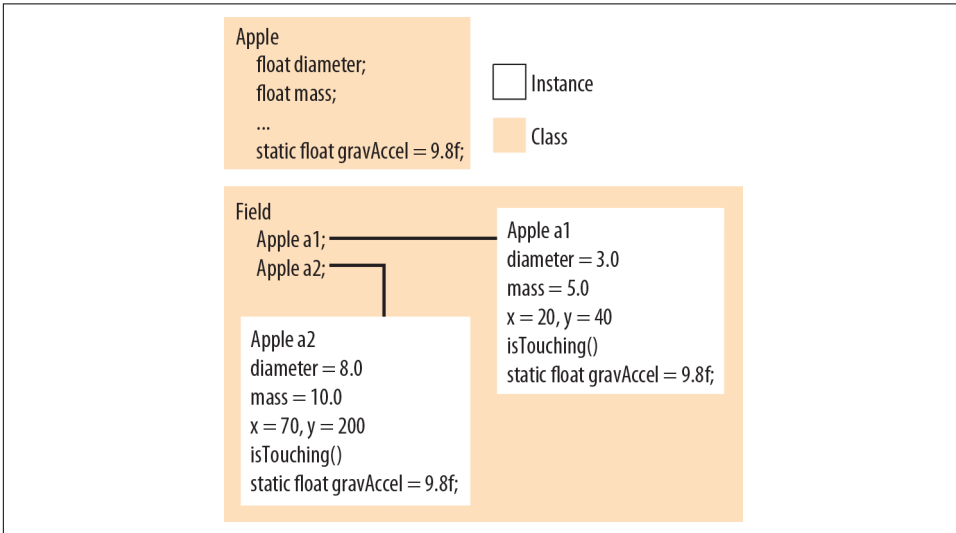 Apple
float diameter;
float mass;
...
static float gravAccel = 9.8f;
Instance
Class
Field
Apple a1;
Apple a2;
Apple a1
diameter = 3.0
mass = 5.0
x = 20, y = 40
isTouching()
static float gravAccel = 9.8f;
Apple a2
diameter = 8.0
mass = 10.0
x = 70, y = 200
isTouching()
static float gravAccel = 9.8f;